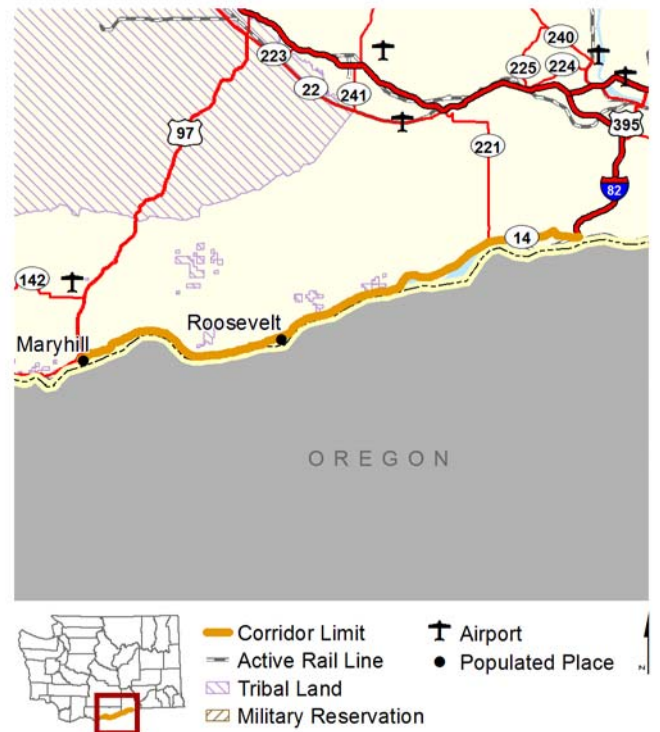 240
223
225
224
22
241
97
395
221
82
14
142
Roosevelt
Maryhill
OREGON
Corridor Limit
Active Rail Line
Tribal Land
Military Reservation
Airport
Populated Place
N